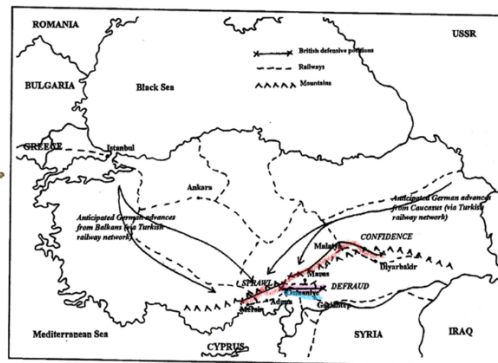 ROMANIA
USSR
British defensive positions
Railways
Mountains
BULGARIA
Black Sea
GREECE
Istanbul
Ankara
Anticipated German advances
from Balkans (via Turkish
railway network)
Anticipated German advances
from Caucasus (via Turkish
railway network)
CONFIDENCE
Malatya
Diyarbakir
Maras
SPRAWL
DEFRAUD
Osmaniye
Adana
Mersin
Mediterranean Sea
CYPRUS
SYRIA
IRAQ